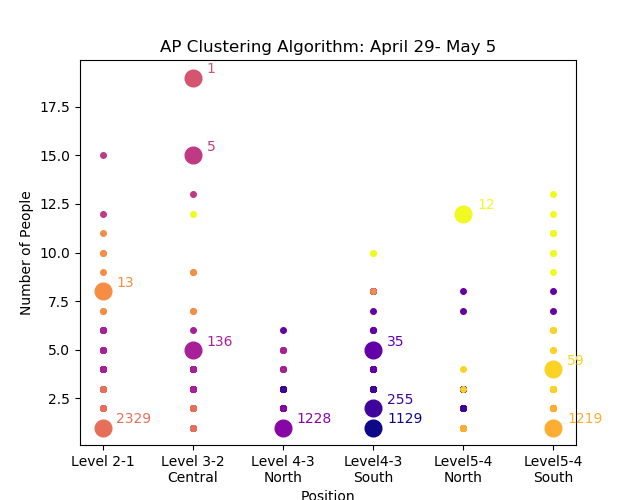 AP Clustering Algorithm: April 29- May 5
Number of People
17.5
15.0
12.5
10.0
7.5
5.0
2.5
1
5
12
13
136
35
59
255
2329
1228
1129
1219
Level 2-1
Level 3-2
Central
Level 4-3
North
Level4-3
South
Level5-4
North
Level5-4
South
Position